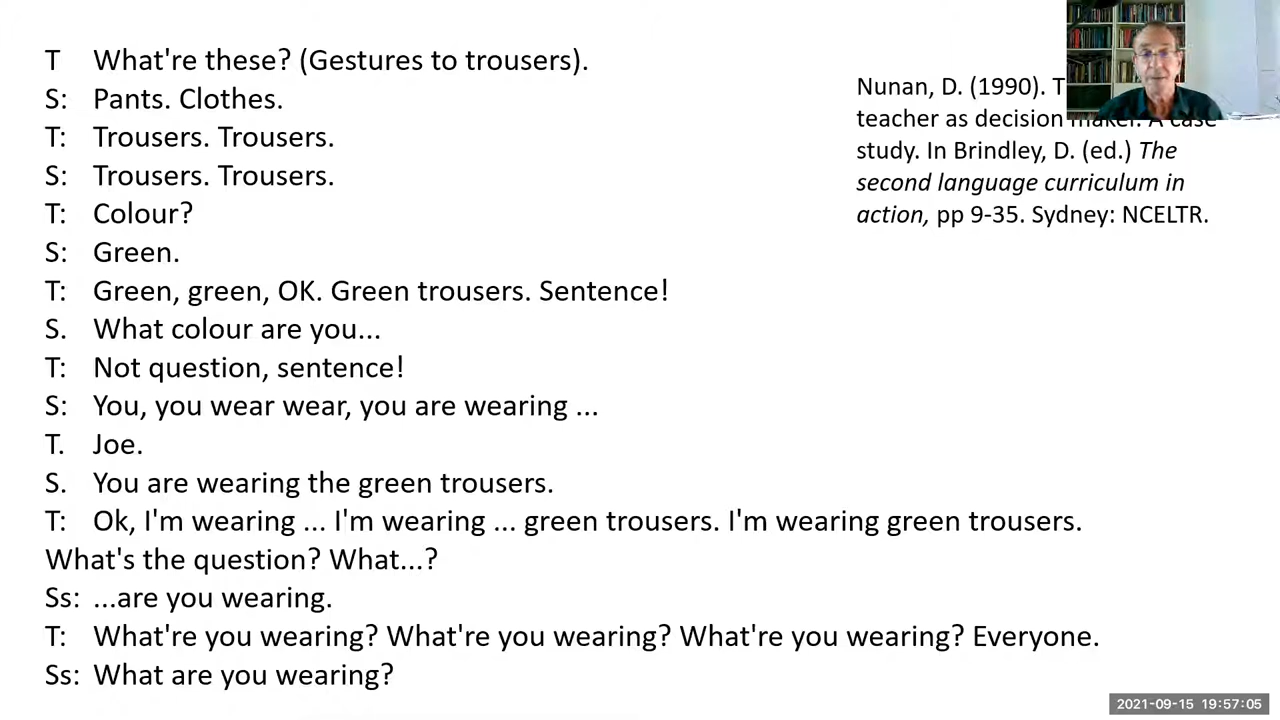 T What're these? (Gestures to trousers).
S: Pants. Clothes.
T: Trousers. Trousers.
S: Trousers. Trousers.
T: Colour?
S: Green.
T: Green, green, OK. Green trousers. Sentence!
S. What colour are you...
T: Not question, sentence!
S: You, you wear wear, you are wearing ...
T. Joe.
S. You are wearing the green trousers.
T: Ok, I'm wearing ... I'm wearing ... green trousers. I'm wearing green trousers.
What's the question? What...?
Ss: ...are you wearing.
T: What're you wearing? What're you wearing? What're you wearing? Everyone.
Ss: What are you wearing?
Nunan, D. (1990). T
teacher as decision maker. A case
study. In Brindley, D. (ed.) The
second language curriculum in
action, pp 9-35. Sydney: NCELTR.
2021-09-15 19:57:05